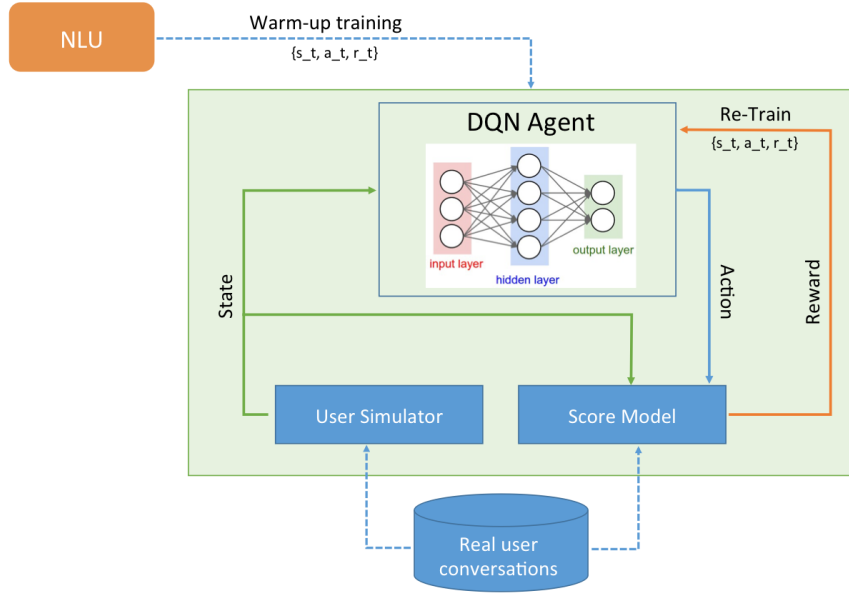 NLU
Warm-up training
{s_t, a_t, r_t}
DQN Agent
Re-Train
{s_t, a_t, r_t}
input layer
hidden layer
output layer
State
Action
Reward
User Simulator
Score Model
Real user
conversations